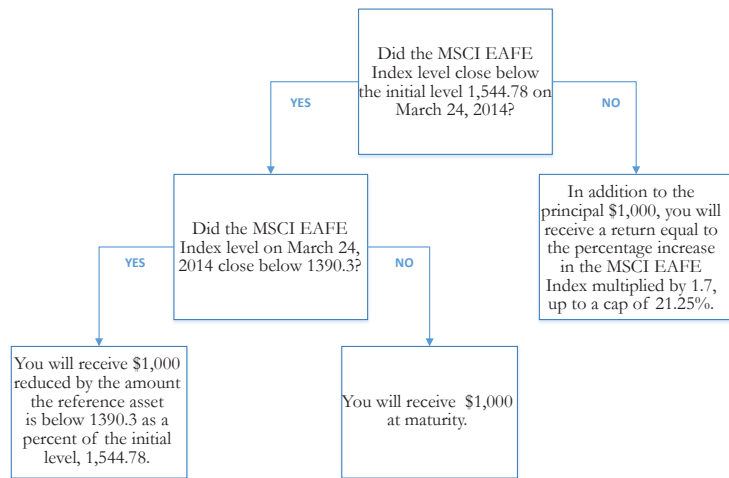 Did the MSCI EAFE
Index level close below
the initial level 1,544.78 on
March 24, 2014?
YES
NO
Did the MSCI EAFE
Index level on March 24,
2014 close below 1390.3?
In addition to the
principal $1,000, you will
receive a return equal to
the percentage increase
in the MSCI EAFE
Index multiplied by 1.7,
up to a cap of 21.25%.
YES
NO
You will receive $1,000
reduced by the amount
the reference asset
is below 1390.3 as a
percent of the initial
level, 1,544.78.
You will receive $1,000
at maturity.